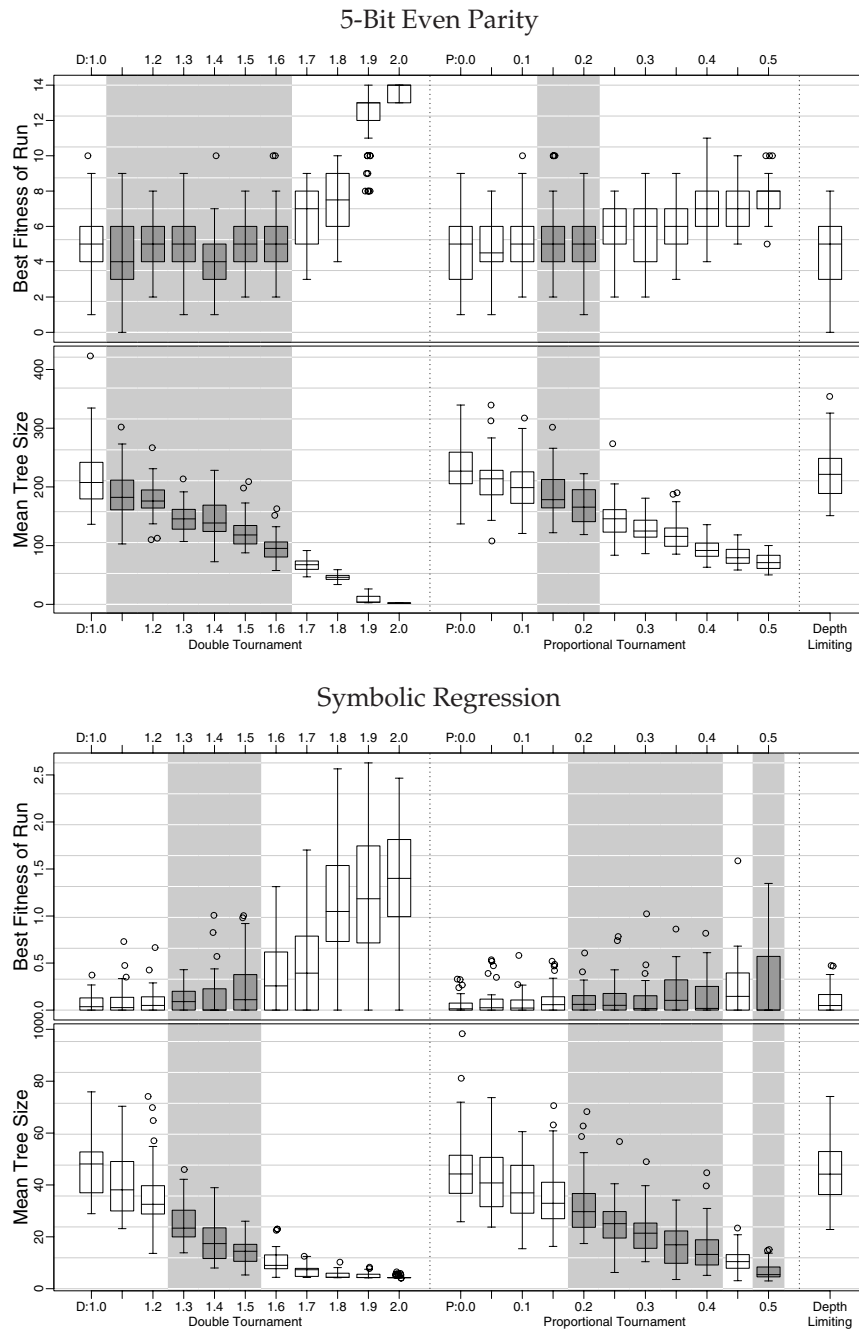 5-Bit Even Parity
D:1.0 1.2 1.3 1.4 1.5 1.6 1.7 1.8 1.9 2.0 P:0.0 0.1 0.2 0.3 0.4 0.5
Best Fitness of Run
14
12
10
8
6
4
2
0
Mean Tree Size
400
300
200
100
0
D:1.0 1.2 1.3 1.4 1.5 1.6 1.7 1.8 1.9 2.0 P:0.0 0.1 0.2 0.3 0.4 0.5 Depth
Double Tournament Proportional Tournament Limiting
Symbolic Regression
D:1.0 1.2 1.3 1.4 1.5 1.6 1.7 1.8 1.9 2.0 P:0.0 0.1 0.2 0.3 0.4 0.5
Best Fitness of Run
2.5
2.0
1.5
1.0
0.5
0.0
Mean Tree Size
100
80
60
40
20
0
D:1.0 1.2 1.3 1.4 1.5 1.6 1.7 1.8 1.9 2.0 P:0.0 0.1 0.2 0.3 0.4 0.5 Depth
Double Tournament Proportional Tournament Limiting